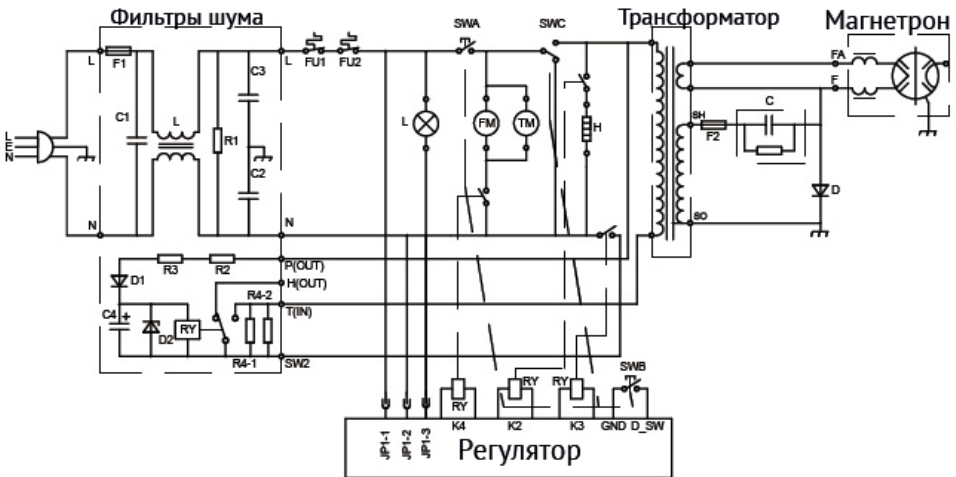 Фильтры шума
Трансформатор
Магнетрон
SWA
SWC
L
F1
L
FU1
FU2
FA
F
C3
C1
L
R1
L
FM
TM
H
SH
F2
C
L
E
N
C2
D
N
N
SO
R3
R2
P(OUT)
D1
H(OUT)
R4-2
T(IN)
C4
+
D2
RY
R4-1
SW2
SWB
RY
RY
RY
K4
K2
K3
GND
D_SW
JP1-1
JP1-2
JP1-3
Регулятор